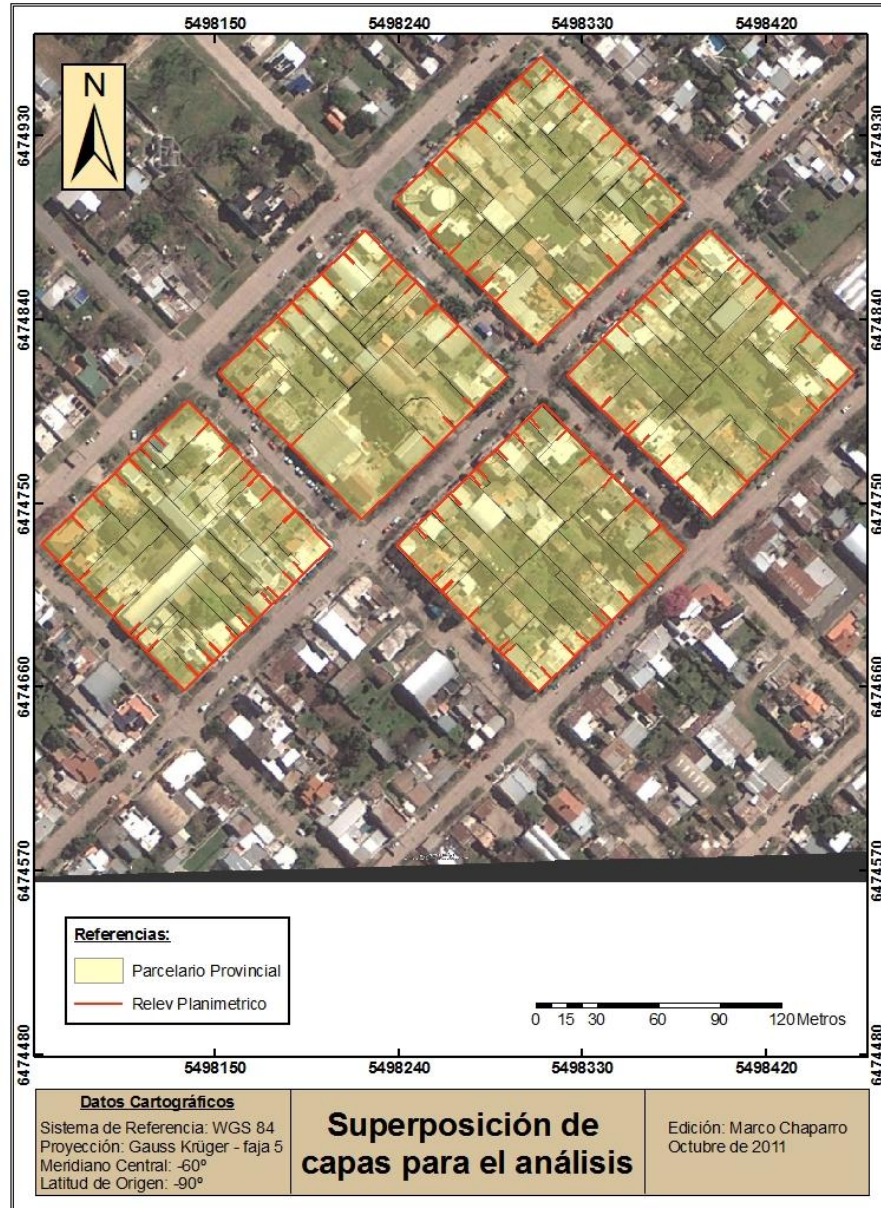 5498150 5498240 5498330 5498420
N
6474930 6474930
6474840 6474840
6474750 6474750
6474660 6474660
6474570 6474570
6474480 6474480
Referencias:
Parcelario Provincial
Relev Planimetrico
0 15 30 60 90 120 Metros
5498150 5498240 5498330 5498420
Datos Cartográficos
Sistema de Referencia: WGS 84
Proyección: Gauss Krüger - faja 5
Meridiano Central: -60º
Latitud de Origen: -90º
Superposición de
capas para el análisis
Edición: Marco Chaparro
Octubre de 2011